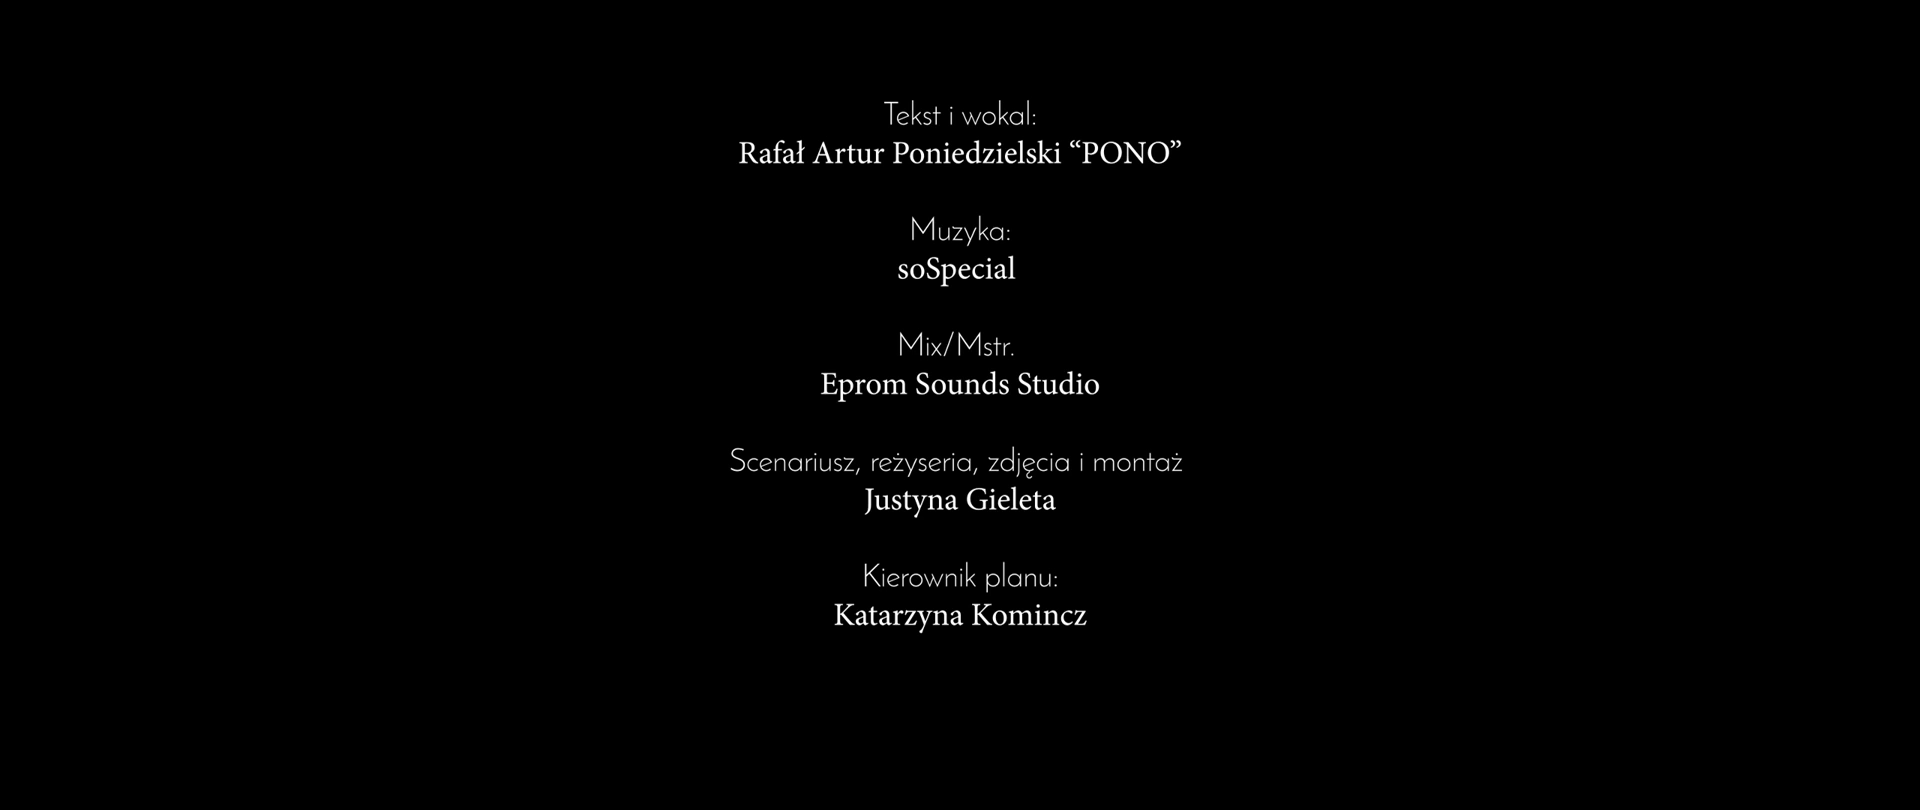 Tekst i wokal:
Rafał Artur Poniedzielski “PONO”
Muzyka:
soSpecial
Mix/Mstr.
Eprom Sounds Studio
Scenariusz, reżyseria, zdjęcia i montaż
Justyna Gieleta
Kierownik planu:
Katarzyna Komincz